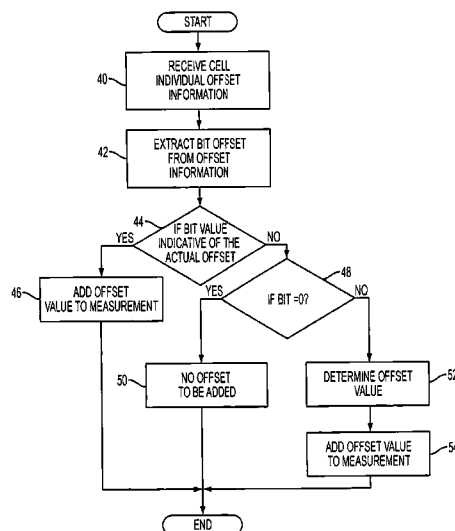 START
40
RECEIVE CELL
INDIVIDUAL OFFSET
INFORMATION
42
EXTRACT BIT OFFSET
FROM OFFSET
INFORMATION
44
IF BIT VALUE
INDICATIVE OF THE
ACTUAL OFFSET
YES
NO
46
ADD OFFSET
VALUE TO MEASUREMENT
48
IF BIT =0?
YES
NO
50
NO OFFSET
TO BE ADDED
DETERMINE OFFSET
VALUE
52
ADD OFFSET VALUE
TO MEASUREMENT
54
END